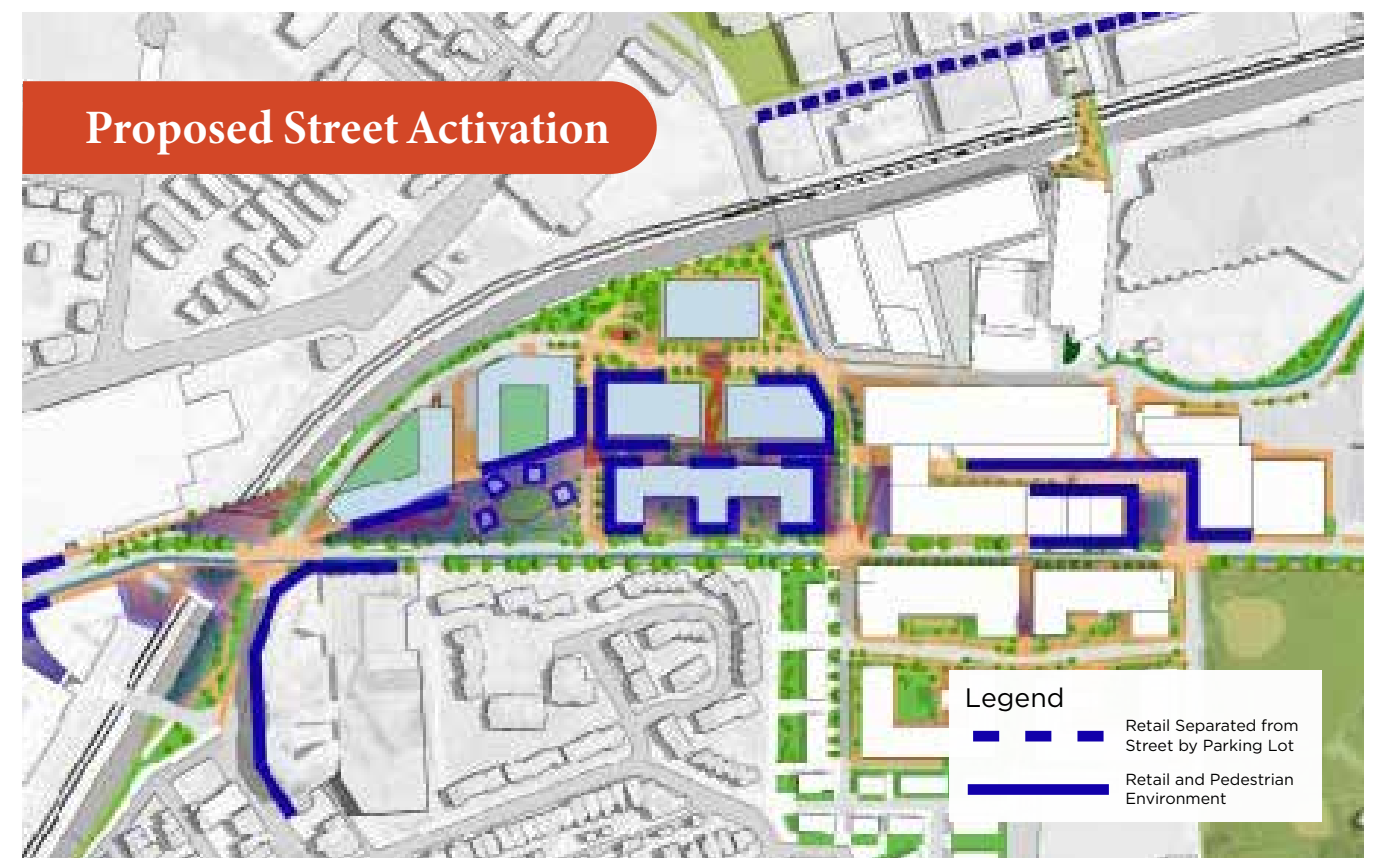 Proposed Street Activation
Legend
Retail Separated from
Street by Parking Lot
Retail and Pedestrian
Environment